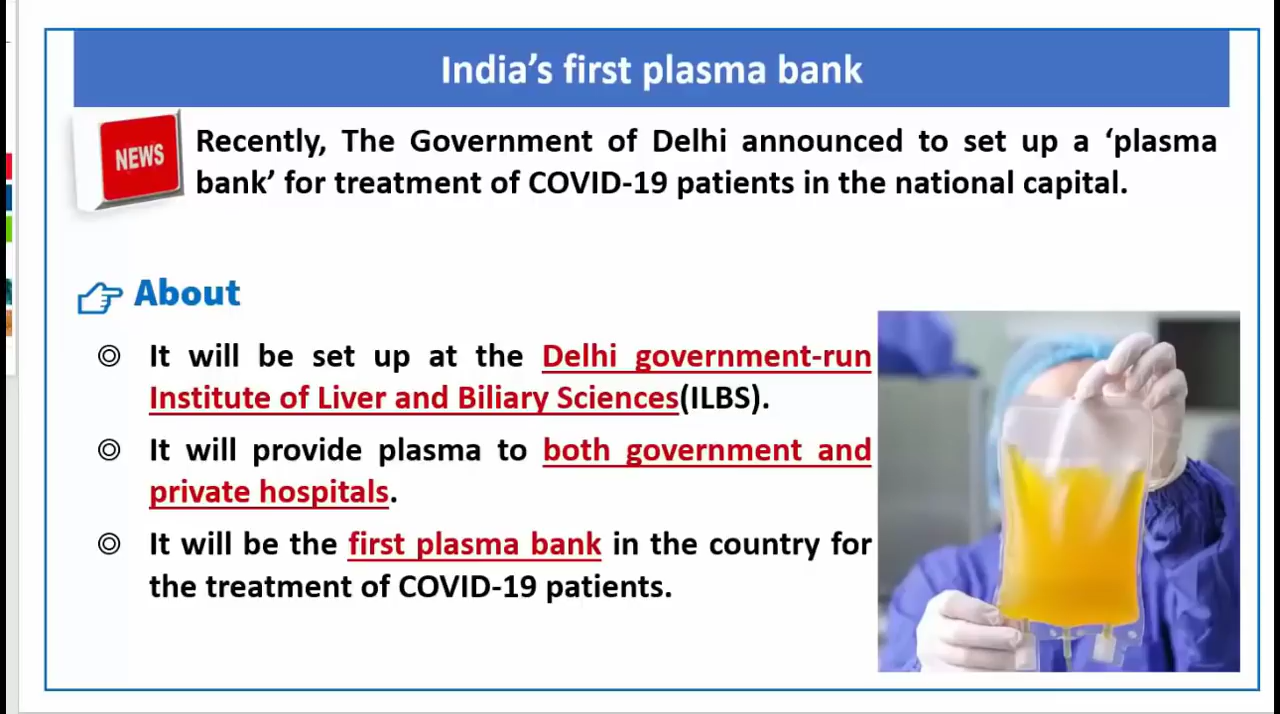 India's first plasma bank
NEWS
Recently, The Government of Delhi announced to set up a ‘plasma
bank’ for treatment of COVID-19 patients in the national capital.
About
It will be set up at the Delhi government-run
Institute of Liver and Biliary Sciences(ILBS).
It will provide plasma to both government and
private hospitals.
It will be the first plasma bank in the country for
the treatment of COVID-19 patients.